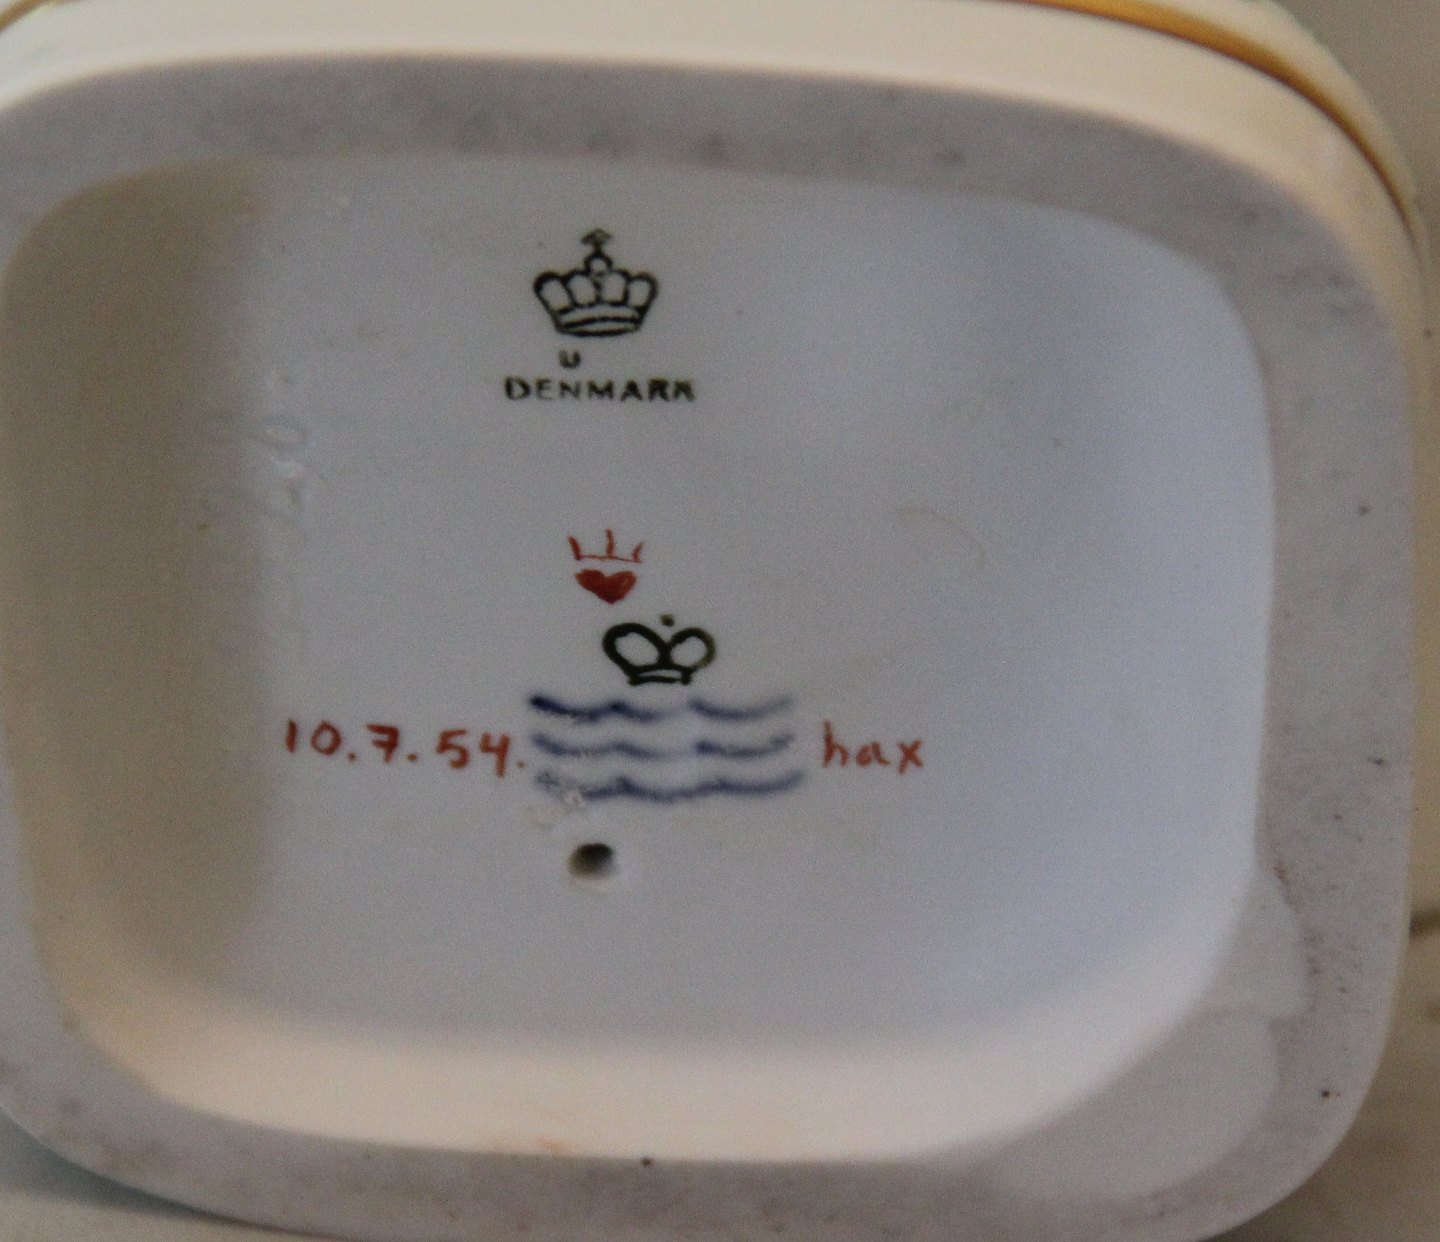 U
DENMARK
10.7.54. hax